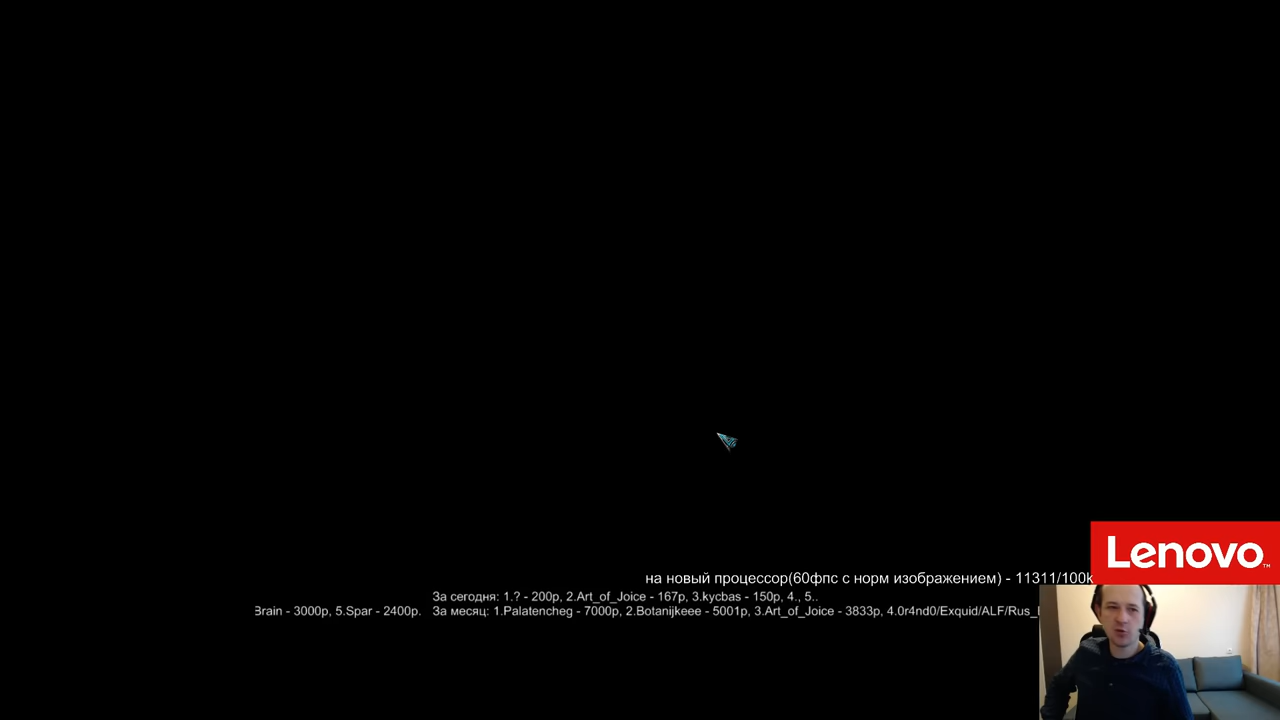 Lenovo™
на новый процессор(60фпс с норм изображением) - 11311/100k
За сегодня: 1.? - 200р, 2.Art_of_Joice - 167р, 3.kycbas - 150р, 4., 5..
Brain - 3000р, 5.Spar - 2400р. За месяц: 1.Palatencheg - 7000р, 2.Botanijkeee - 5001р, 3.Art_of_Joice - 3833р, 4.0r4nd0/Exquid/ALF/Rus_